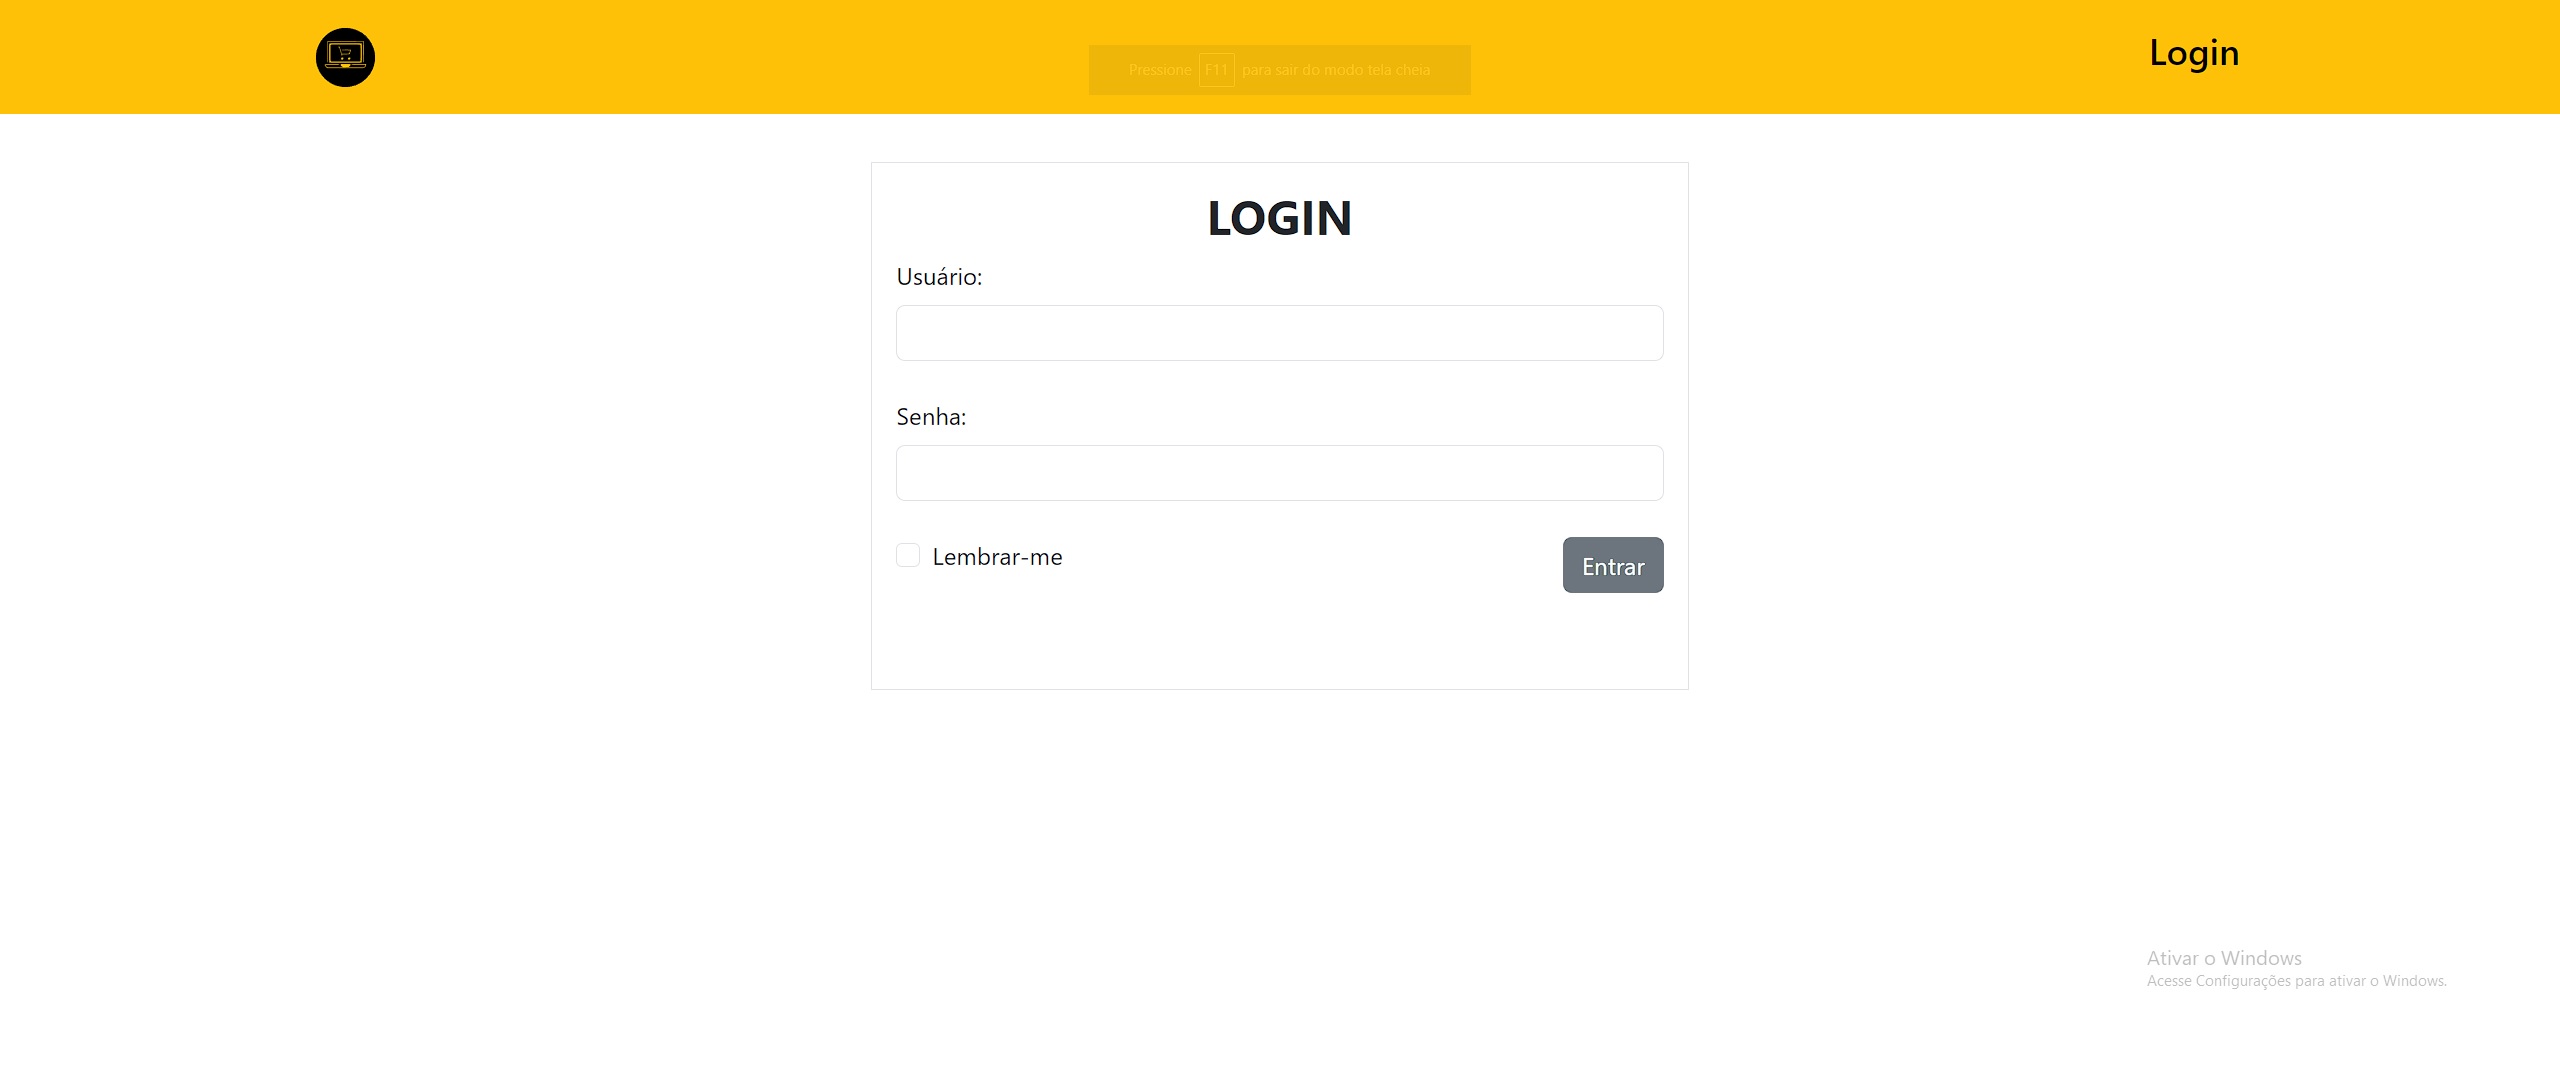 Pressione F11 para sair do modo tela cheia
Login
LOGIN
Usuário:
Senha:
Lembrar-me
Entrar
Ativar o Windows
Acesse Configurações para ativar o Windows.